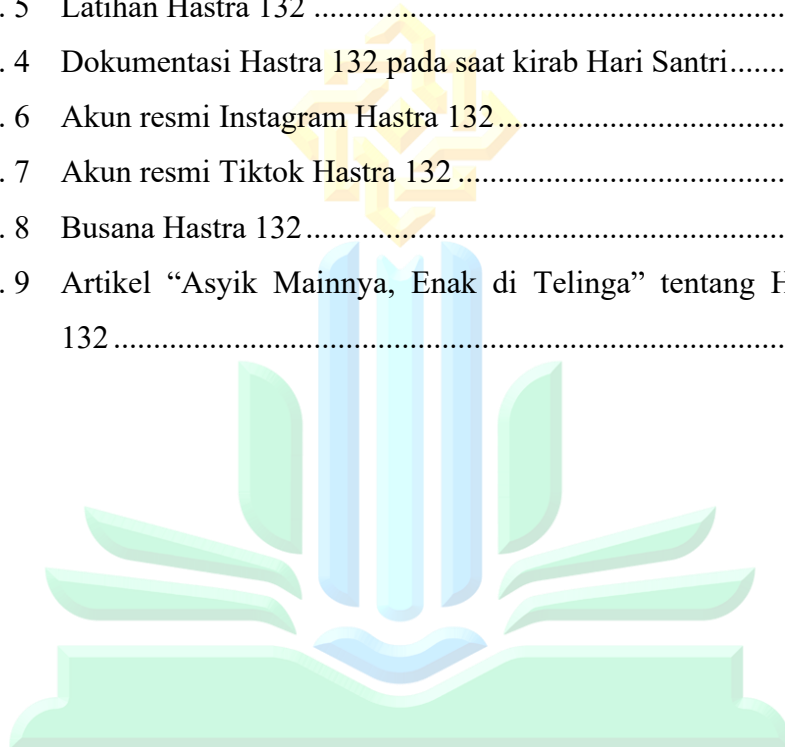 . 5 Latihan Hastra 132 ..........................................................
. 4 Dokumentasi Hastra 132 pada saat kirab Hari Santri.......
. 6 Akun resmi Instagram Hastra 132....................................
. 7 Akun resmi Tiktok Hastra 132 .........................................
. 8 Busana Hastra 132............................................................
. 9 Artikel “Asyik Mainnya, Enak di Telinga” tentang H
132 ....................................................................................